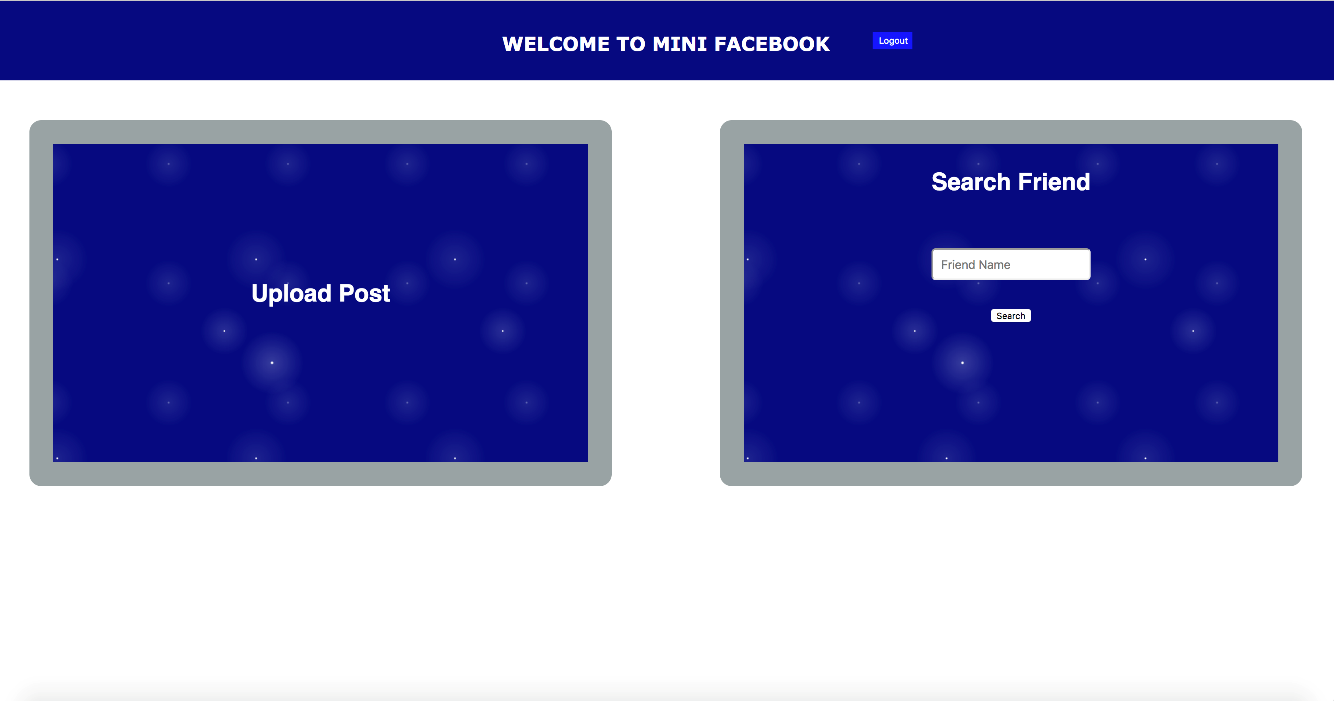 WELCOME TO MINI FACEBOOK
Logout
Upload Post
Search Friend
Friend Name
Search